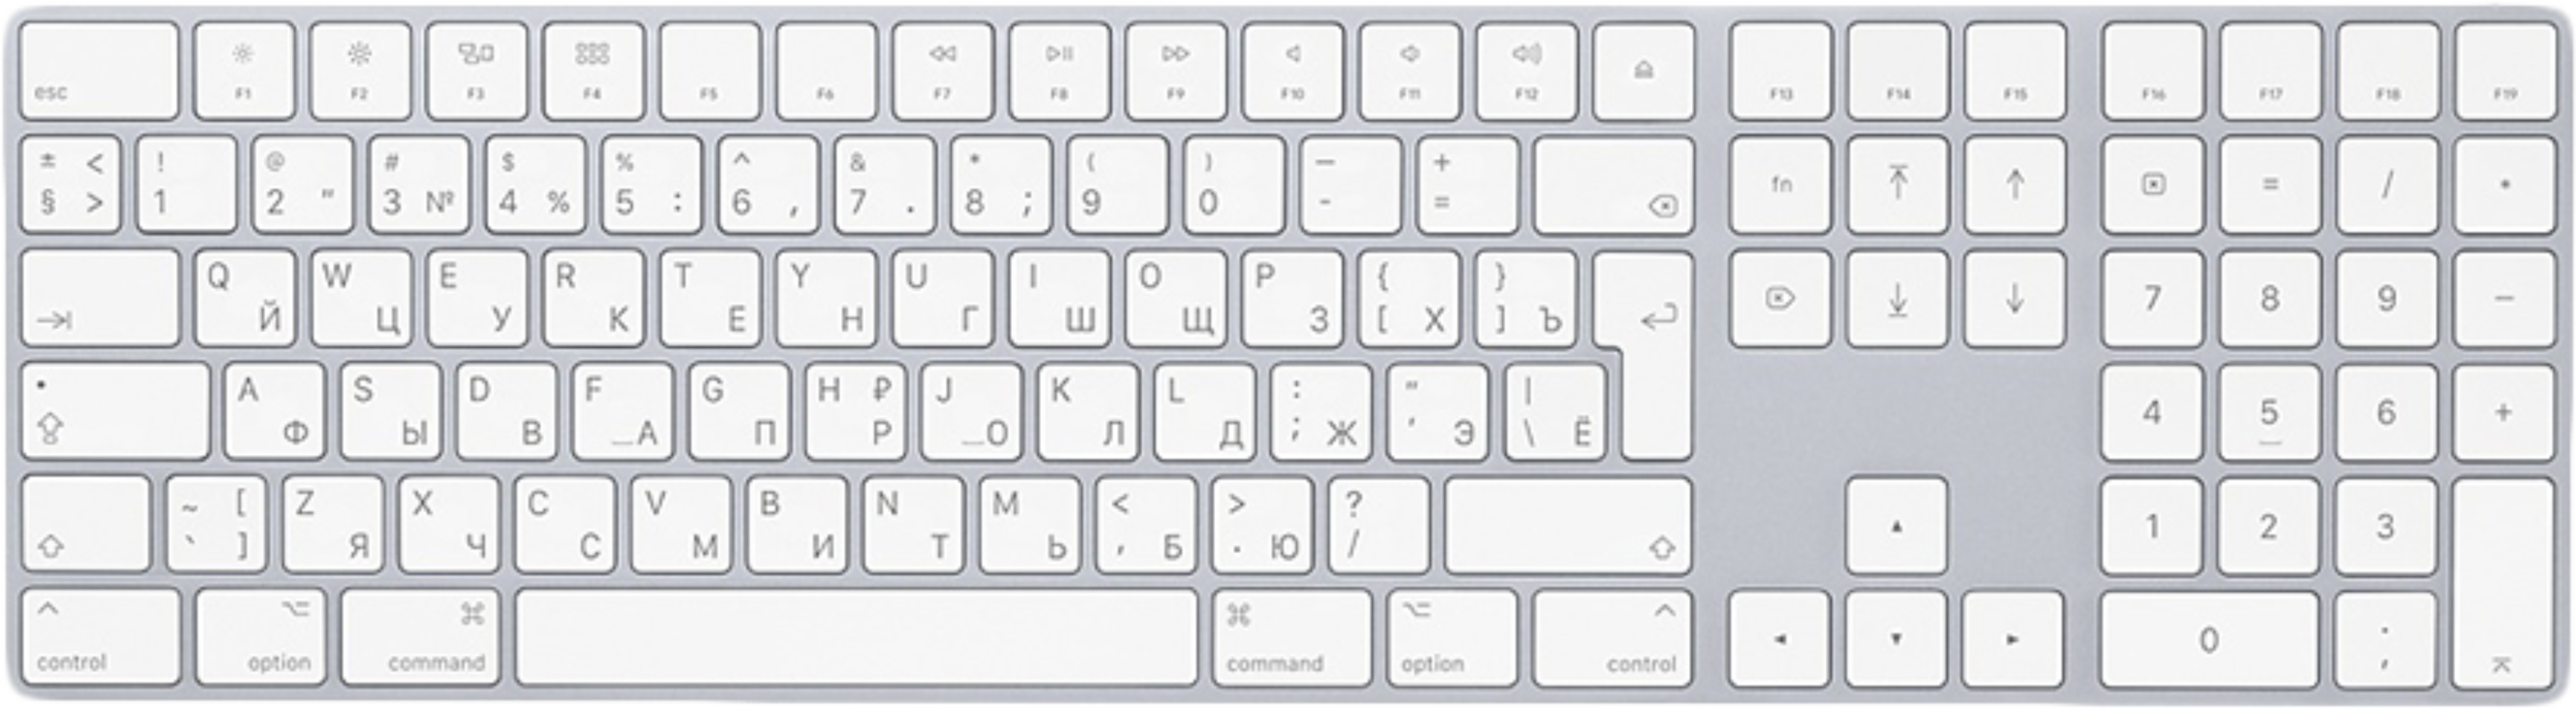 esc F1 F2 F3 F4 F5 F6 F7 F8 F9 F10 F11 F12 F13 F14 F15 F16 F17 F18 F19
± < ! @ # $ % ^ & * ( ) — +
§ > 1 2 " 3 № 4 % 5 : 6 , 7 . 8 ; 9 0 - = fn = / *
Q W E R T Y U I O P { }
Й Ц У К Е Н Г Ш Щ З [ Х ] Ъ 7 8 9 −
A S D F G H ₽ J K L : " |
Ф Ы В _А П Р _О Л Д ; Ж ' Э \ Ё 4 5 6 +
~ [ Z X C V B N M < > ?
` ] Я Ч С М И Т Ь , Б . Ю / 1 2 3
control option command command option control 0 . ,